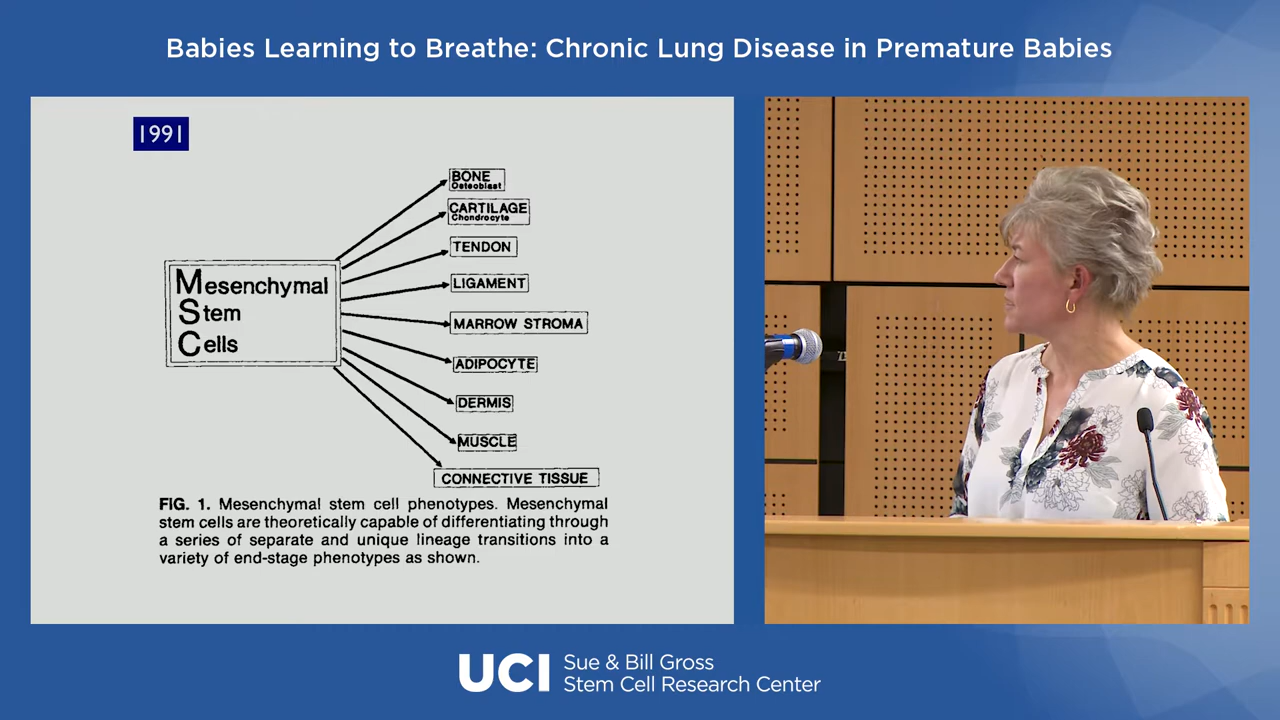 Babies Learning to Breathe: Chronic Lung Disease in Premature Babies
1991
Mesenchymal
Stem
Cells
BONE
Osteoblast
CARTILAGE
Chondrocyte
TENDON
LIGAMENT
MARROW STROMA
ADIPOCYTE
DERMIS
MUSCLE
CONNECTIVE TISSUE
FIG. 1. Mesenchymal stem cell phenotypes. Mesenchymal
stem cells are theoretically capable of differentiating through
a series of separate and unique lineage transitions into a
variety of end-stage phenotypes as shown.
UCI
Sue & Bill Gross
Stem Cell Research Center